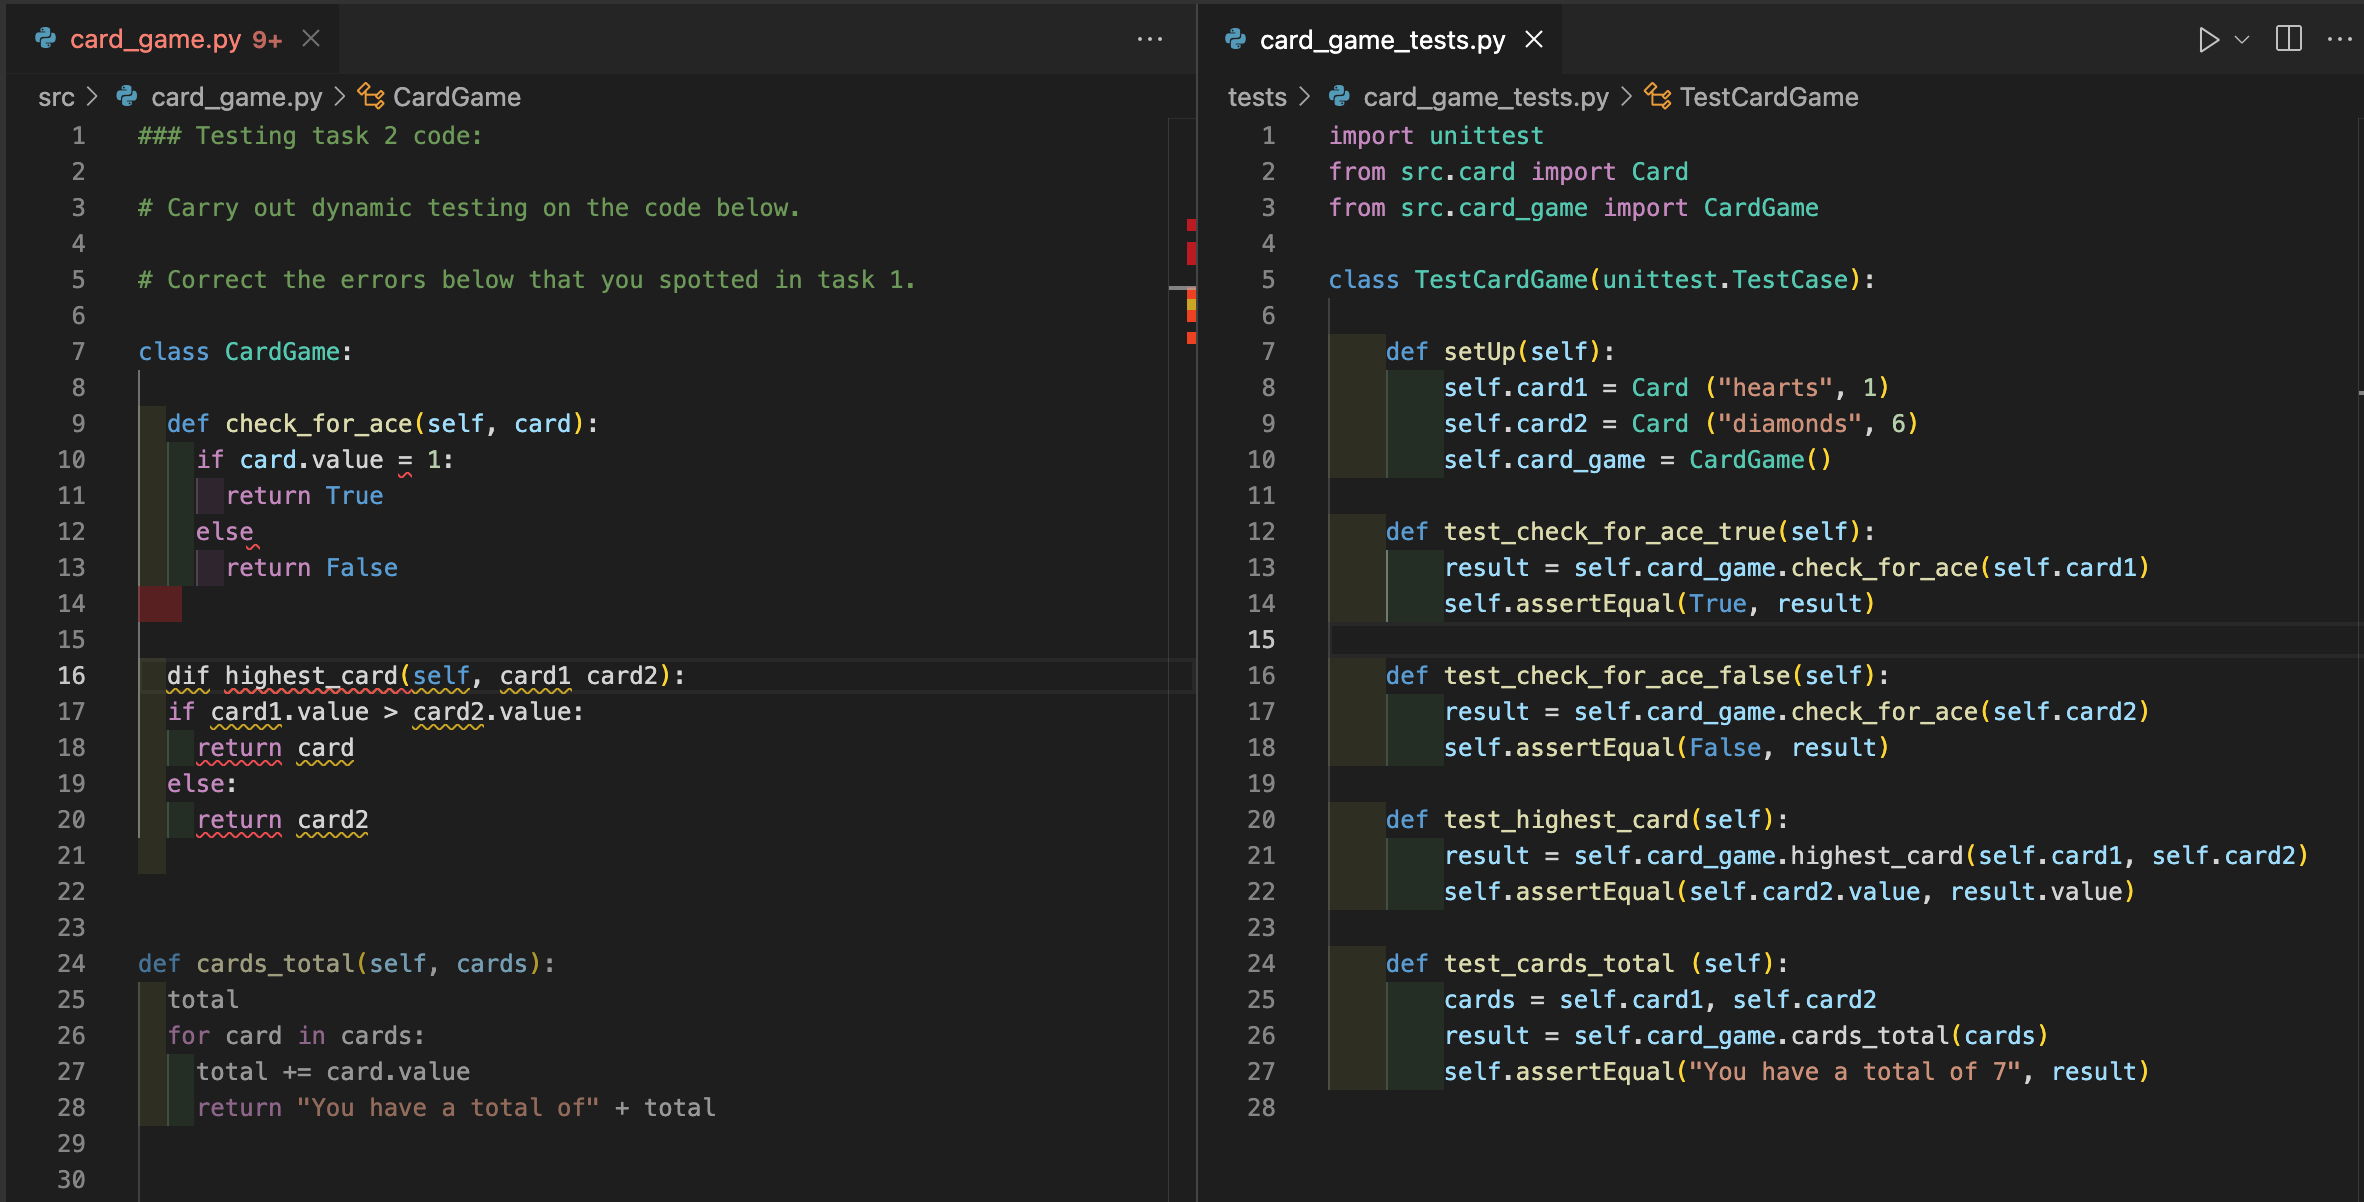 card_game.py 9+
src > card_game.py > CardGame
1 ### Testing task 2 code:
2
3 # Carry out dynamic testing on the code below.
4
5 # Correct the errors below that you spotted in task 1.
6
7 class CardGame:
8
9 def check_for_ace(self, card):
10 if card.value = 1:
11 return True
12 else
13 return False
14
15
16 dif highest_card(self, card1 card2):
17 if card1.value > card2.value:
18 return card
19 else:
20 return card2
21
22
23
24 def cards_total(self, cards):
25 total
26 for card in cards:
27 total += card.value
28 return "You have a total of" + total
29
30
card_game_tests.py
tests > card_game_tests.py > TestCardGame
1 import unittest
2 from src.card import Card
3 from src.card_game import CardGame
4
5 class TestCardGame(unittest.TestCase):
6
7 def setUp(self):
8 self.card1 = Card ("hearts", 1)
9 self.card2 = Card ("diamonds", 6)
10 self.card_game = CardGame()
11
12 def test_check_for_ace_true(self):
13 result = self.card_game.check_for_ace(self.card1)
14 self.assertEqual(True, result)
15
16 def test_check_for_ace_false(self):
17 result = self.card_game.check_for_ace(self.card2)
18 self.assertEqual(False, result)
19
20 def test_highest_card(self):
21 result = self.card_game.highest_card(self.card1, self.card2)
22 self.assertEqual(self.card2.value, result.value)
23
24 def test_cards_total (self):
25 cards = self.card1, self.card2
26 result = self.card_game.cards_total(cards)
27 self.assertEqual("You have a total of 7", result)
28